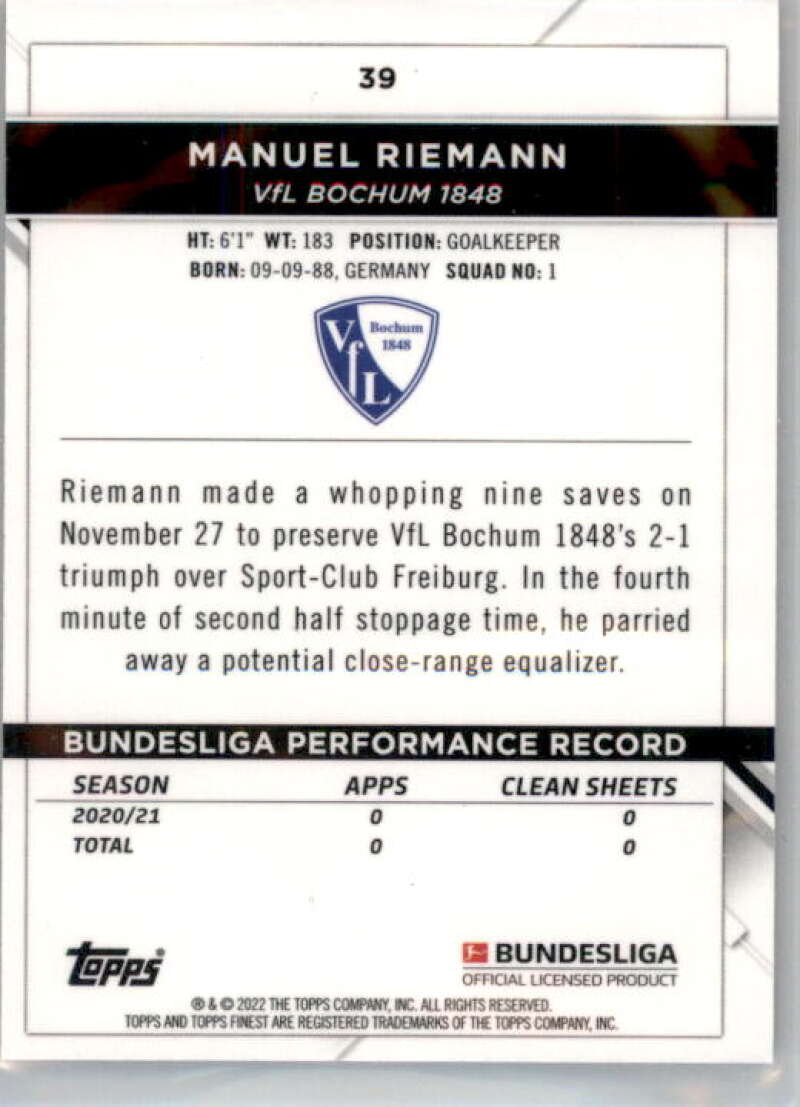 39
MANUEL RIEMANN
VfL BOCHUM 1848
HT: 6'1" WT: 183 POSITION: GOALKEEPER
BORN: 09-09-88, GERMANY SQUAD NO: 1
VfL Bochum 1848
Riemann made a whopping nine saves on
November 27 to preserve VfL Bochum 1848's 2-1
triumph over Sport-Club Freiburg. In the fourth
minute of second half stoppage time, he parried
away a potential close-range equalizer.
BUNDESLIGA PERFORMANCE RECORD
SEASON APPS CLEAN SHEETS
2020/21 0 0
TOTAL 0 0
Topps®
BUNDESLIGA
OFFICIAL LICENSED PRODUCT
® & © 2022 THE TOPPS COMPANY, INC. ALL RIGHTS RESERVED.
TOPPS AND TOPPS FINEST ARE REGISTERED TRADEMARKS OF THE TOPPS COMPANY, INC.